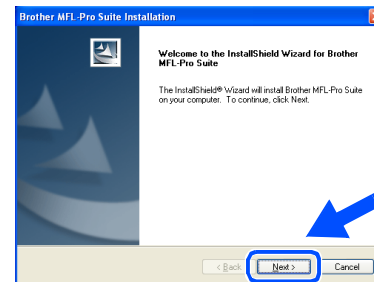 Brother MFL-Pro Suite Installation
Welcome to the InstallShield Wizard for Brother
MFL-Pro Suite
The InstallShield® Wizard will install Brother MFL-Pro Suite
on your computer. To continue, click Next.
< Back
Next >
Cancel